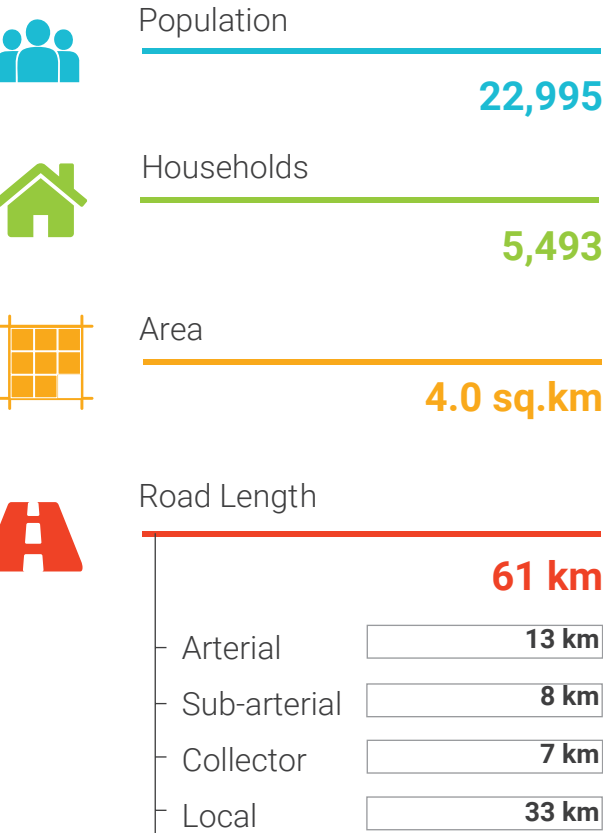 Population
22,995
Households
5,493
Area
4.0 sq.km
Road Length
61 km
Arterial 13 km
Sub-arterial 8 km
Collector 7 km
Local 33 km